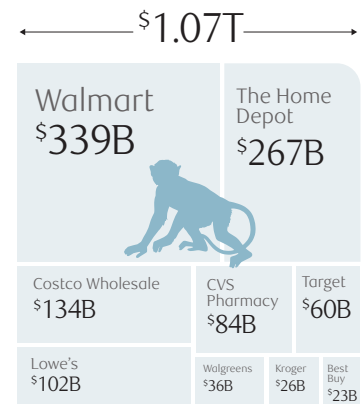 $1.07T
Walmart
$339B
The Home
Depot
$267B
Costco Wholesale
$134B
CVS
Pharmacy
$84B
Target
$60B
Lowe's
$102B
Walgreens
$36B
Kroger
$26B
Best
Buy
$23B